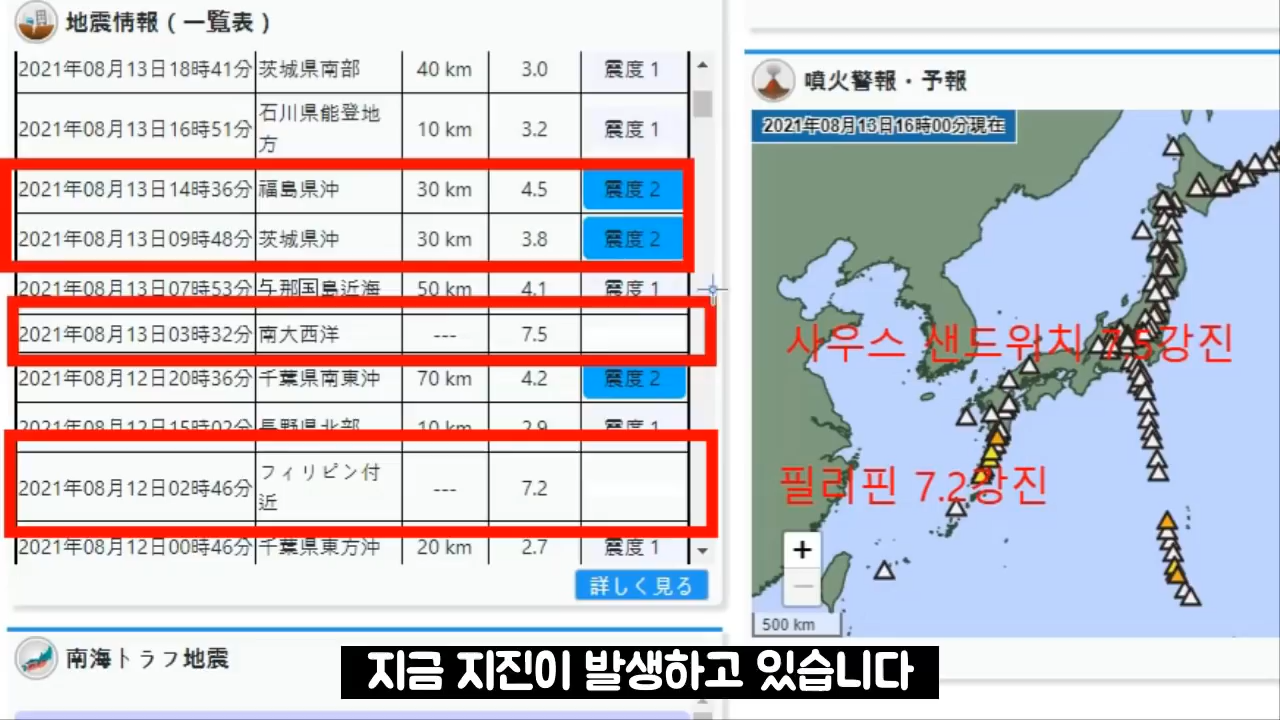 地震情報 ( 一覧表 )
2021年08月13日18時41分 茨城県南部 40 km 3.0 震度 1
2021年08月13日16時51分 石川県能登地方 10 km 3.2 震度 1
2021年08月13日14時36分 福島県沖 30 km 4.5 震度 2
2021年08月13日09時48分 茨城県沖 30 km 3.8 震度 2
2021年08月13日07時53分 与那国島近海 50 km 4.1 震度 1
2021年08月13日03時32分 南大西洋 --- 7.5
2021年08月12日20時36分 千葉県南東沖 70 km 4.2 震度 2
2021年08月12日15時02分 長野県北部 10 km 2.9 震度 1
2021年08月12日02時46分 フィリピン付近 --- 7.2
2021年08月12日00時46分 千葉県東方沖 20 km 2.7 震度 1
詳しく見る
南海トラフ地震
噴火警報・予報
2021年08月13日16時00分現在
사우스 샌드위치 7.5강진
필리핀 7.2강진
+
−
500 km
지금 지진이 발생하고 있습니다